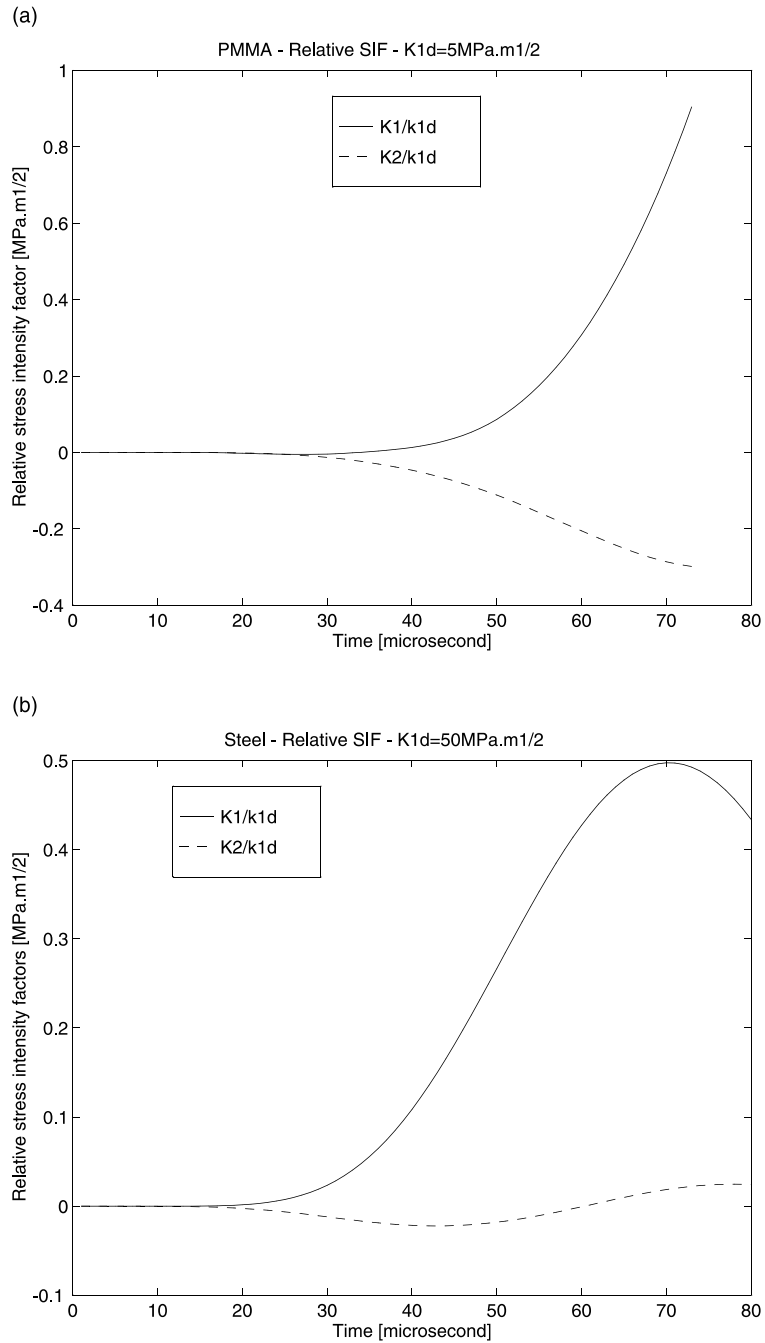 (a)
PMMA - Relative SIF - K1d=5MPa.m1/2
Relative stress intensity factor [MPa.m1/2]
1
0.8
0.6
0.4
0.2
0
-0.2
-0.4
K1/k1d
K2/k1d
0 10 20 30 40 50 60 70 80
Time [microsecond]
(b)
Steel - Relative SIF - K1d=50MPa.m1/2
Relative stress intensity factors [MPa.m1/2]
0.5
0.4
0.3
0.2
0.1
0
-0.1
K1/k1d
K2/k1d
0 10 20 30 40 50 60 70 80
Time [microsecond]